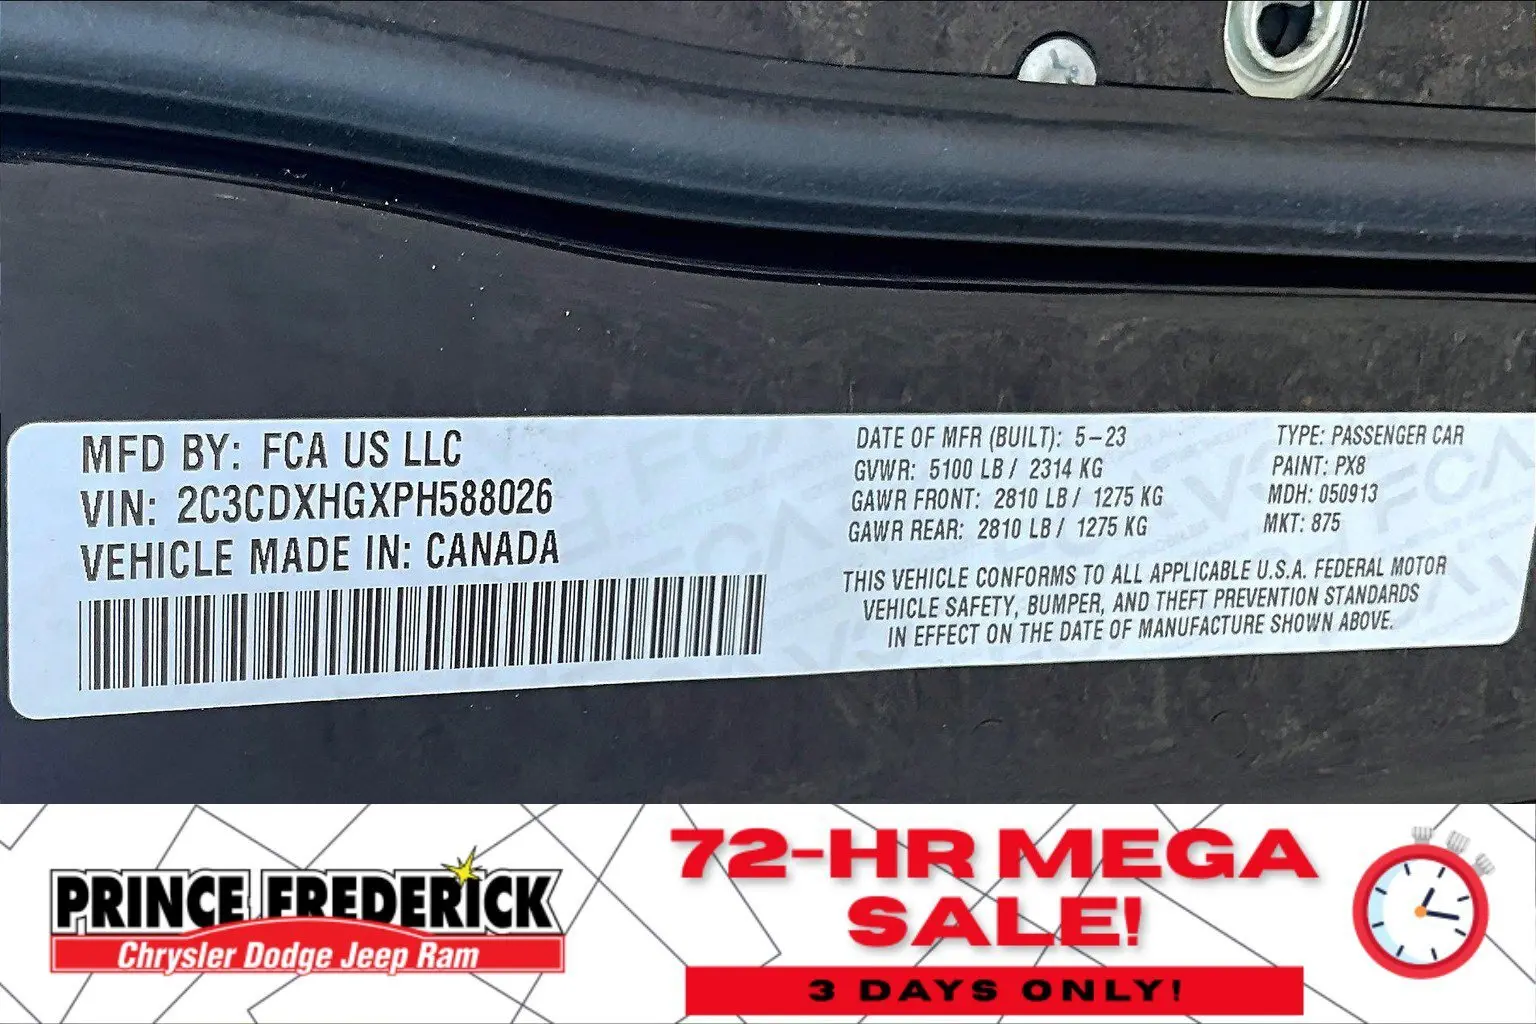 MFD BY: FCA US LLC
VIN: 2C3CDXHGXPH588026
VEHICLE MADE IN: CANADA
DATE OF MFR (BUILT): 5-23
GVWR: 5100 LB / 2314 KG
GAWR FRONT: 2810 LB / 1275 KG
GAWR REAR: 2810 LB / 1275 KG
TYPE: PASSENGER CAR
PAINT: PX8
MDH: 050913
MKT: 875
THIS VEHICLE CONFORMS TO ALL APPLICABLE U.S.A. FEDERAL MOTOR
VEHICLE SAFETY, BUMPER, AND THEFT PREVENTION STANDARDS
IN EFFECT ON THE DATE OF MANUFACTURE SHOWN ABOVE.
PRINCE FREDERICK
Chrysler Dodge Jeep Ram
72-HR MEGA
SALE!
3 DAYS ONLY!